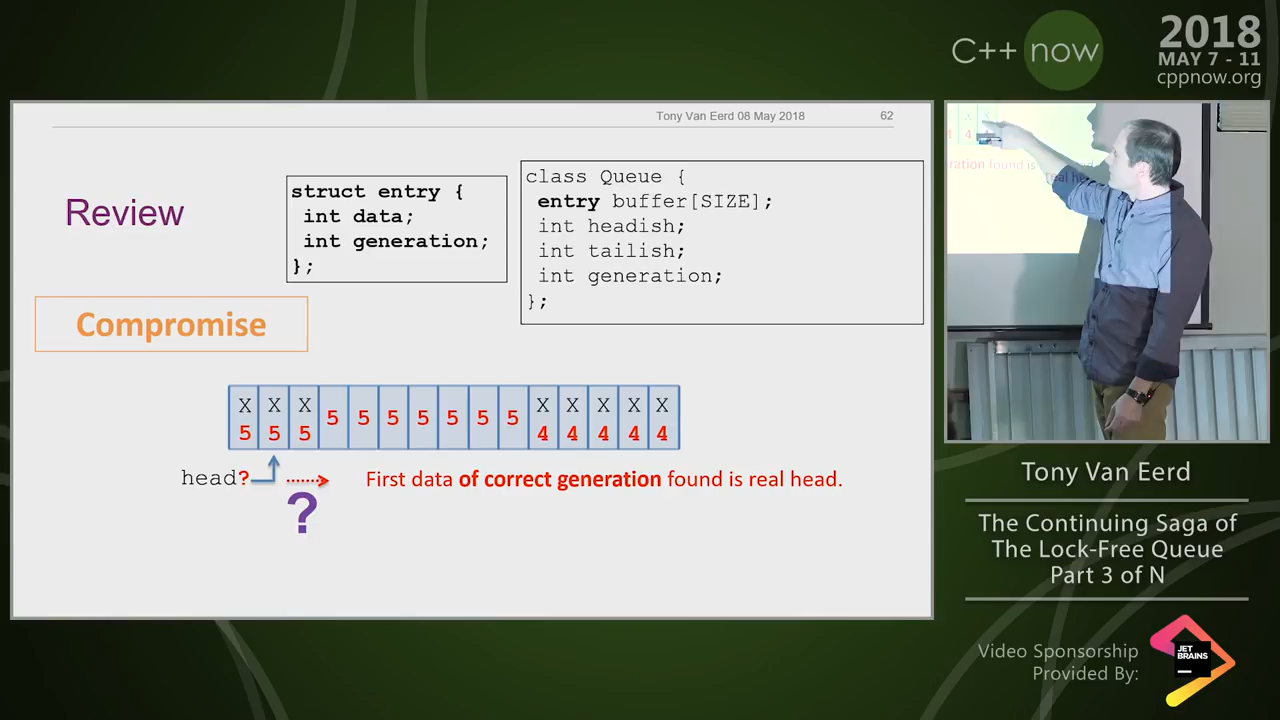 C++ now
2018
MAY 7 - 11
cppnow.org
Tony Van Eerd 08 May 2018
62
Review
struct entry {
int data;
int generation;
};
class Queue {
entry buffer[SIZE];
int headish;
int tailish;
int generation;
};
Compromise
X X X 5 5 5 5 5 5 5 X X X X X
5 5 5 4 4 4 4 4
head?
First data of correct generation found is real head.
?
Tony Van Eerd
The Continuing Saga of
The Lock-Free Queue
Part 3 of N
Video Sponsorship
Provided By:
JET
BRAINS